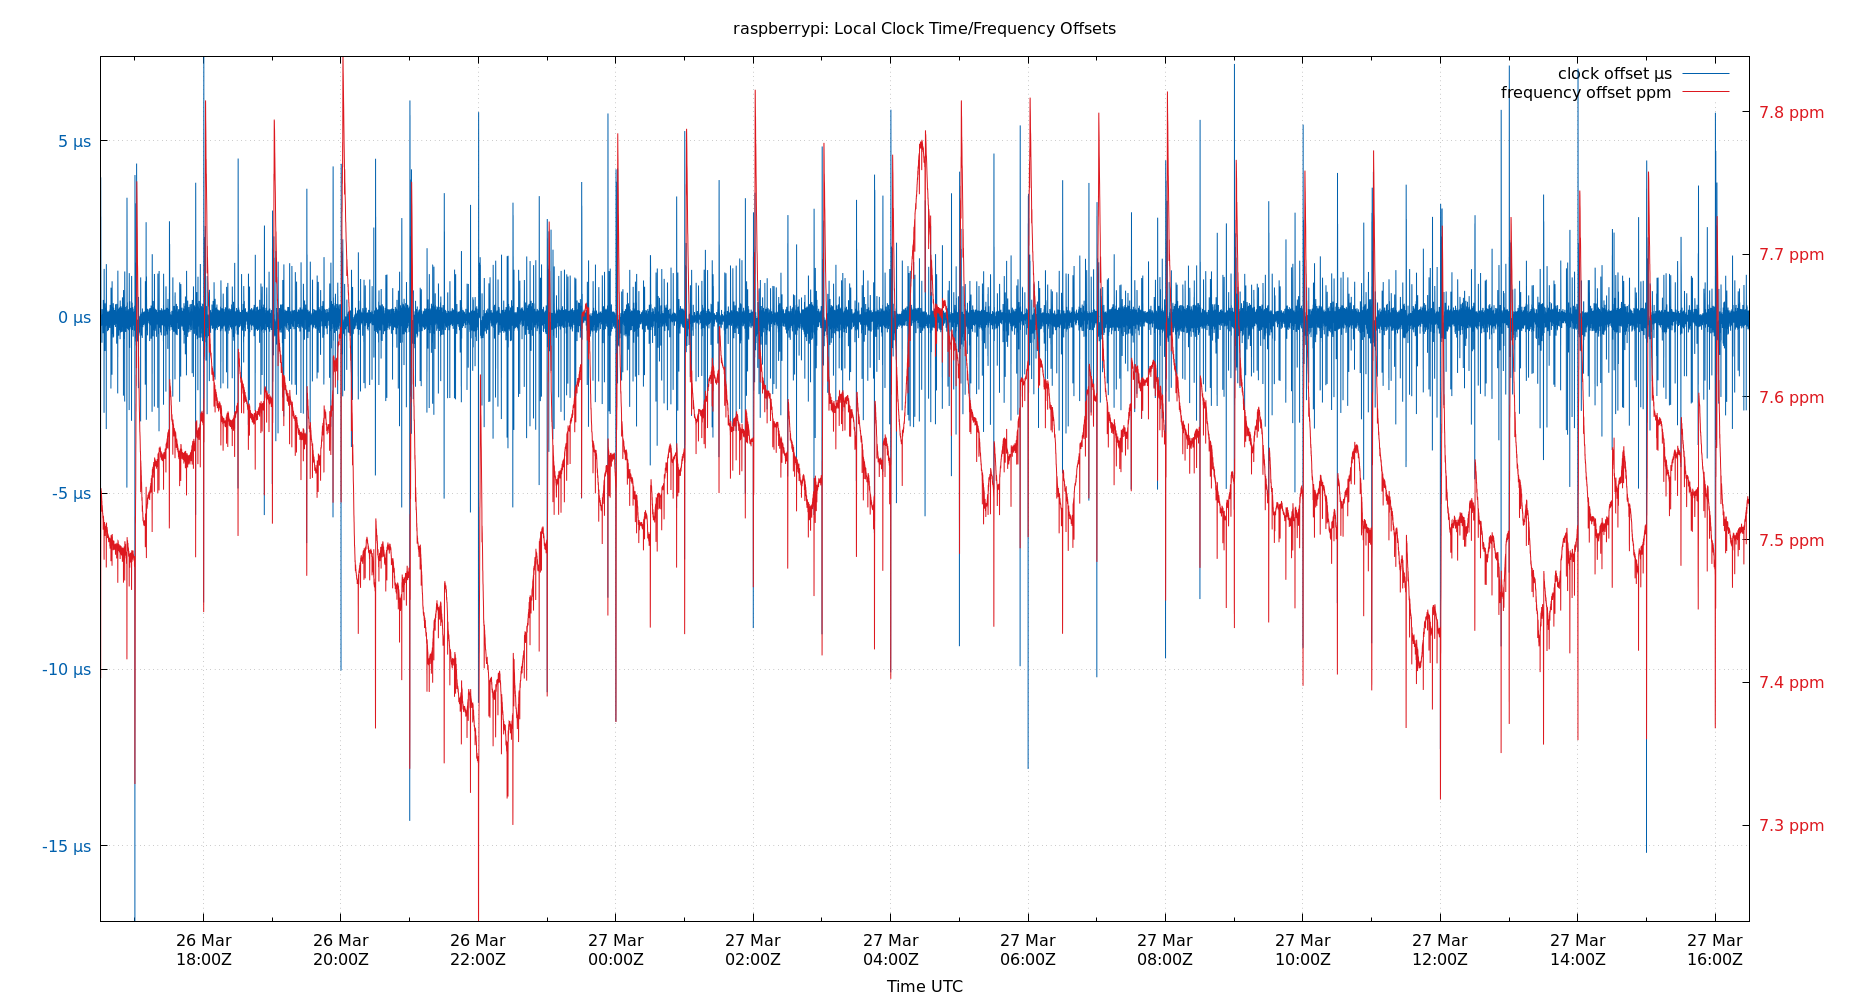 raspberrypi: Local Clock Time/Frequency Offsets
clock offset µs
frequency offset ppm
5 µs
0 µs
-5 µs
-10 µs
-15 µs
7.8 ppm
7.7 ppm
7.6 ppm
7.5 ppm
7.4 ppm
7.3 ppm
26 Mar
18:00Z
26 Mar
20:00Z
26 Mar
22:00Z
27 Mar
00:00Z
27 Mar
02:00Z
27 Mar
04:00Z
27 Mar
06:00Z
27 Mar
08:00Z
27 Mar
10:00Z
27 Mar
12:00Z
27 Mar
14:00Z
27 Mar
16:00Z
Time UTC